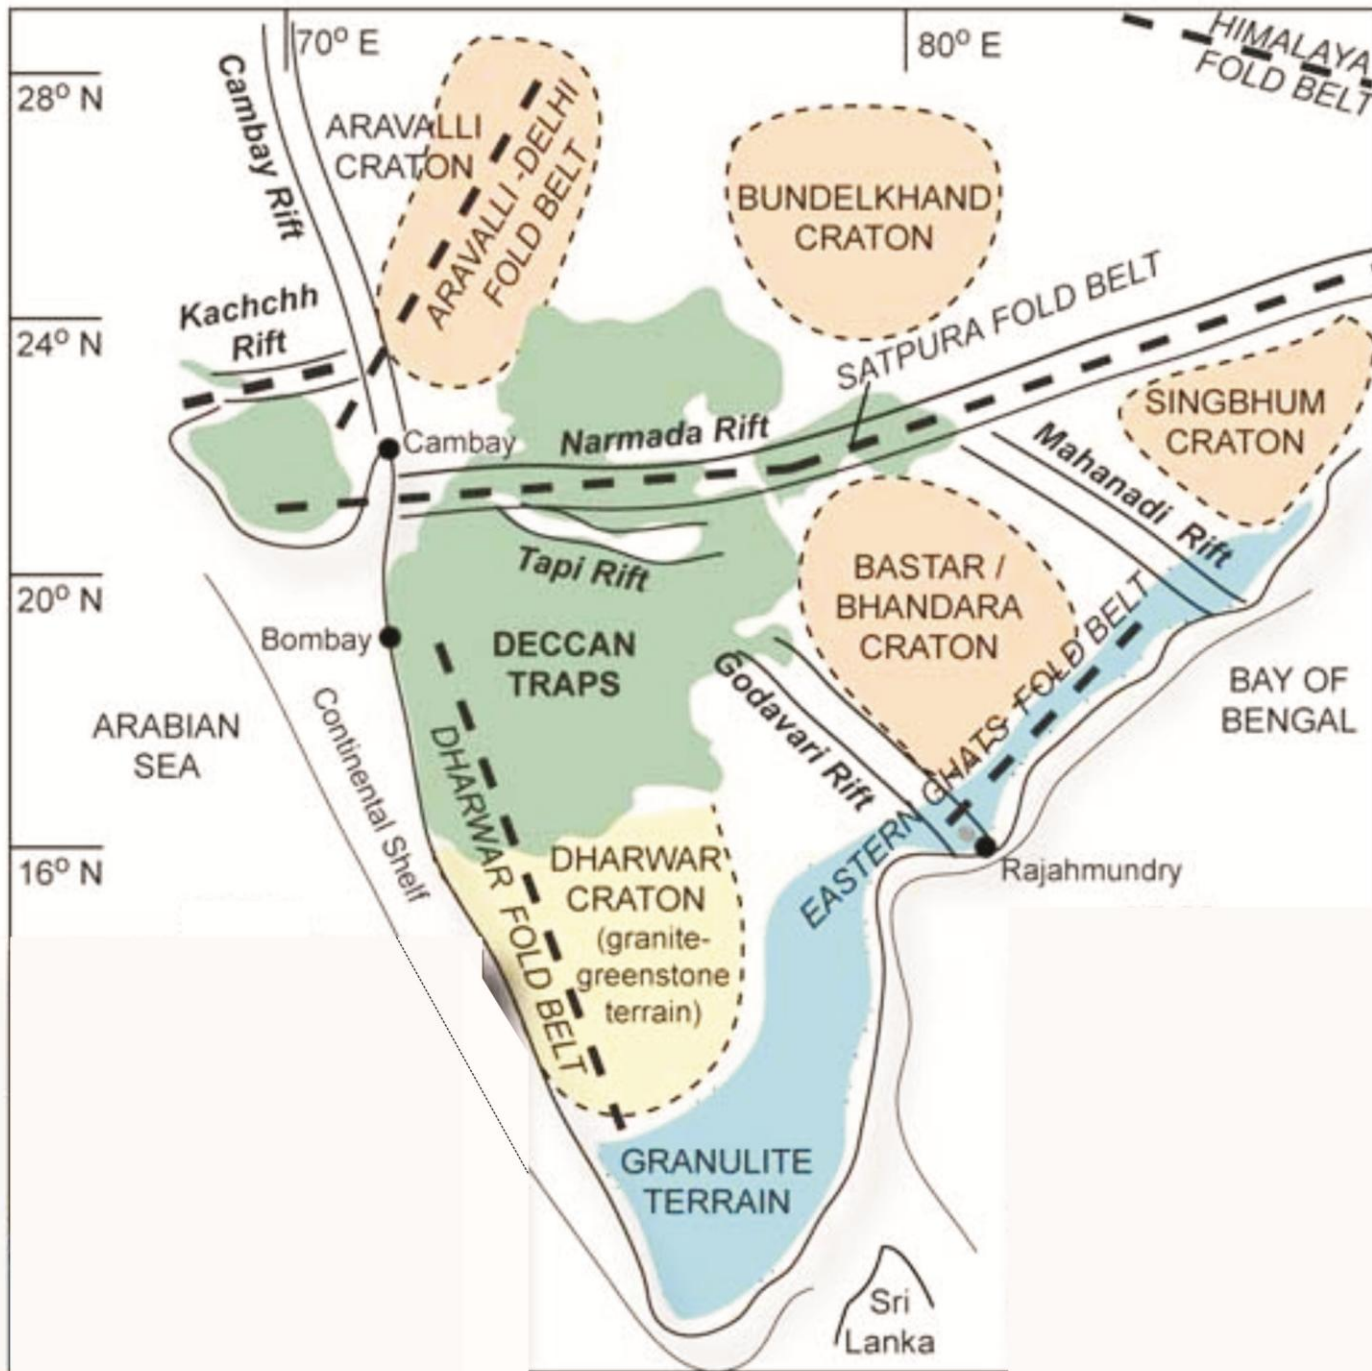 70° E
80° E
HIMALAYA
FOLD BELT
28° N
Cambay Rift
ARAVALLI
CRATON
ARAVALLI -DELHI
FOLD BELT
BUNDELKHAND
CRATON
Kachchh
Rift
24° N
SATPURA FOLD BELT
SINGBHUM
CRATON
Cambay
Narmada Rift
Mahanadi Rift
Tapi Rift
BASTAR /
BHANDARA
CRATON
20° N
Bombay
DECCAN
TRAPS
Godavari Rift
EASTERN GHATS FOLD BELT
BAY OF
BENGAL
ARABIAN
SEA
Continental Shelf
DHARWAR FOLD BELT
16° N
DHARWAR
CRATON
(granite-
greenstone
terrain)
Rajahmundry
GRANULITE
TERRAIN
Sri
Lanka